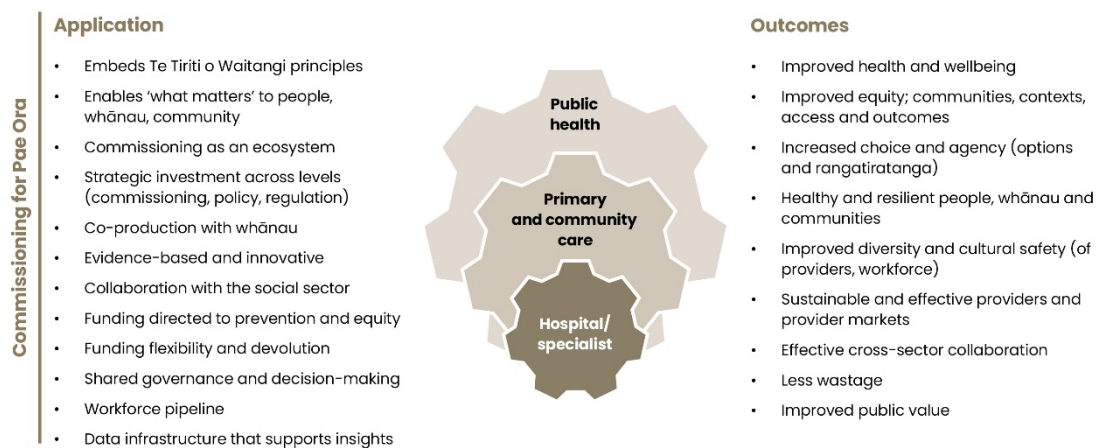 Commissioning for Pae Ora
Application
• Embeds Te Tiriti o Waitangi principles
• Enables ‘what matters’ to people,
whānau, community
• Commissioning as an ecosystem
• Strategic investment across levels
(commissioning, policy, regulation)
• Co-production with whānau
• Evidence-based and innovative
• Collaboration with the social sector
• Funding directed to prevention and equity
• Funding flexibility and devolution
• Shared governance and decision-making
• Workforce pipeline
• Data infrastructure that supports insights
Public
health
Primary
and community
care
Hospital/
specialist
Outcomes
• Improved health and wellbeing
• Improved equity; communities, contexts,
access and outcomes
• Increased choice and agency (options
and rangatiratanga)
• Healthy and resilient people, whānau and
communities
• Improved diversity and cultural safety (of
providers, workforce)
• Sustainable and effective providers and
provider markets
• Effective cross-sector collaboration
• Less wastage
• Improved public value